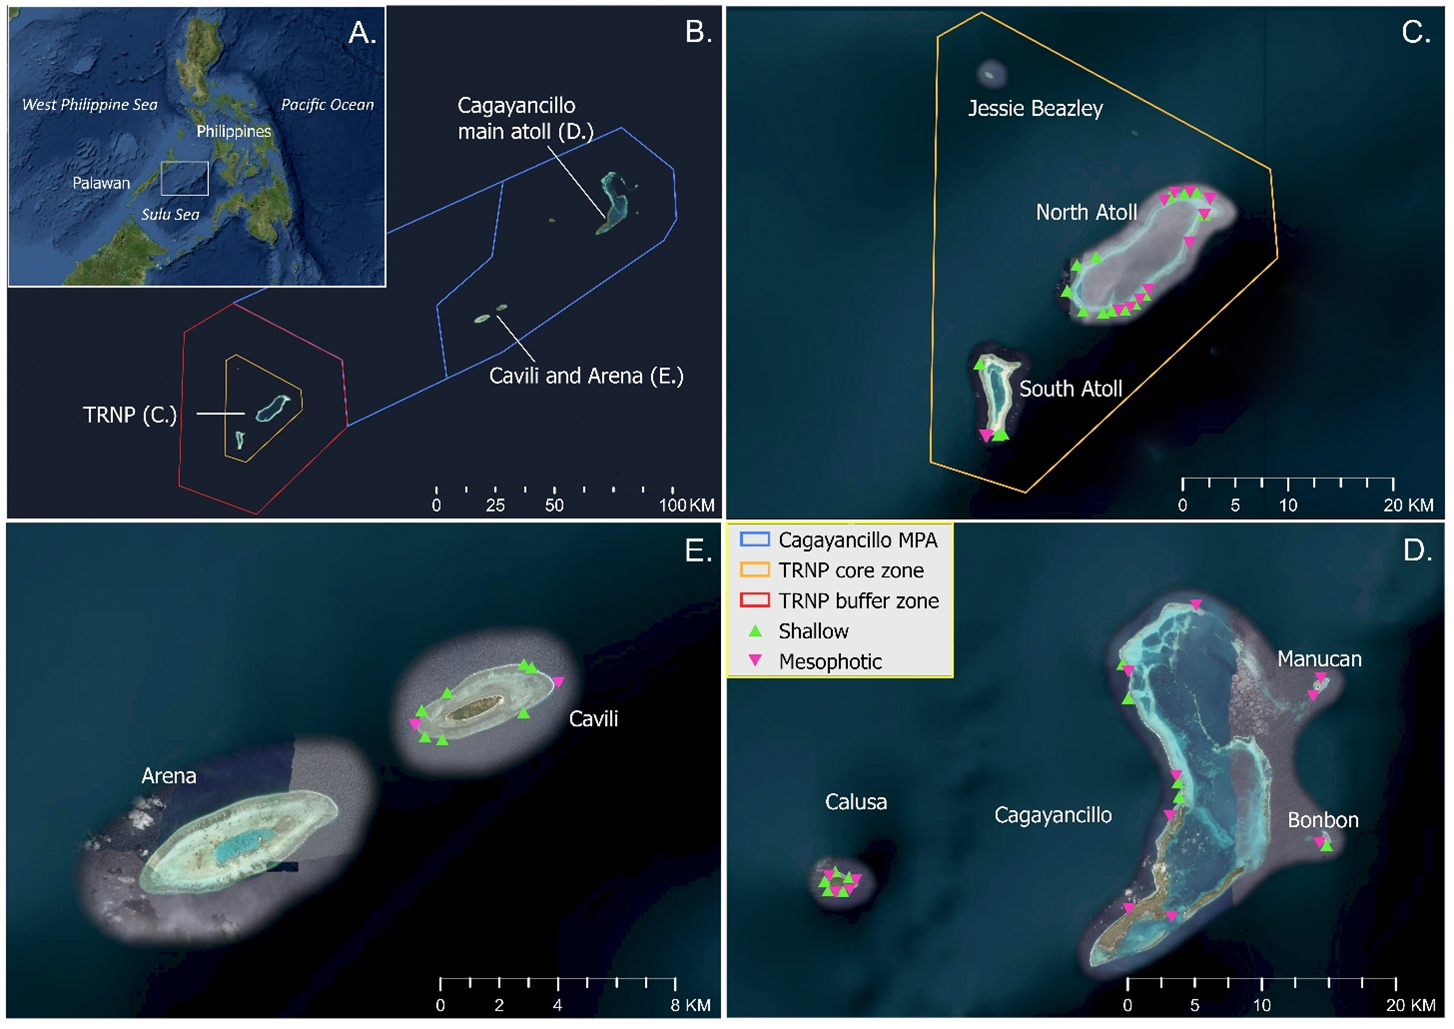 A.
West Philippine Sea
Pacific Ocean
Philippines
Palawan
Sulu Sea
B.
Cagayancillo
main atoll (D.)
Cavili and Arena (E.)
TRNP (C.)
0 25 50 100 KM
C.
Jessie Beazley
North Atoll
South Atoll
0 5 10 20 KM
E.
Cavili
Arena
0 2 4 8 KM
Cagayancillo MPA
TRNP core zone
TRNP buffer zone
Shallow
Mesophotic
D.
Manucan
Calusa
Cagayancillo
Bonbon
0 5 10 20 KM